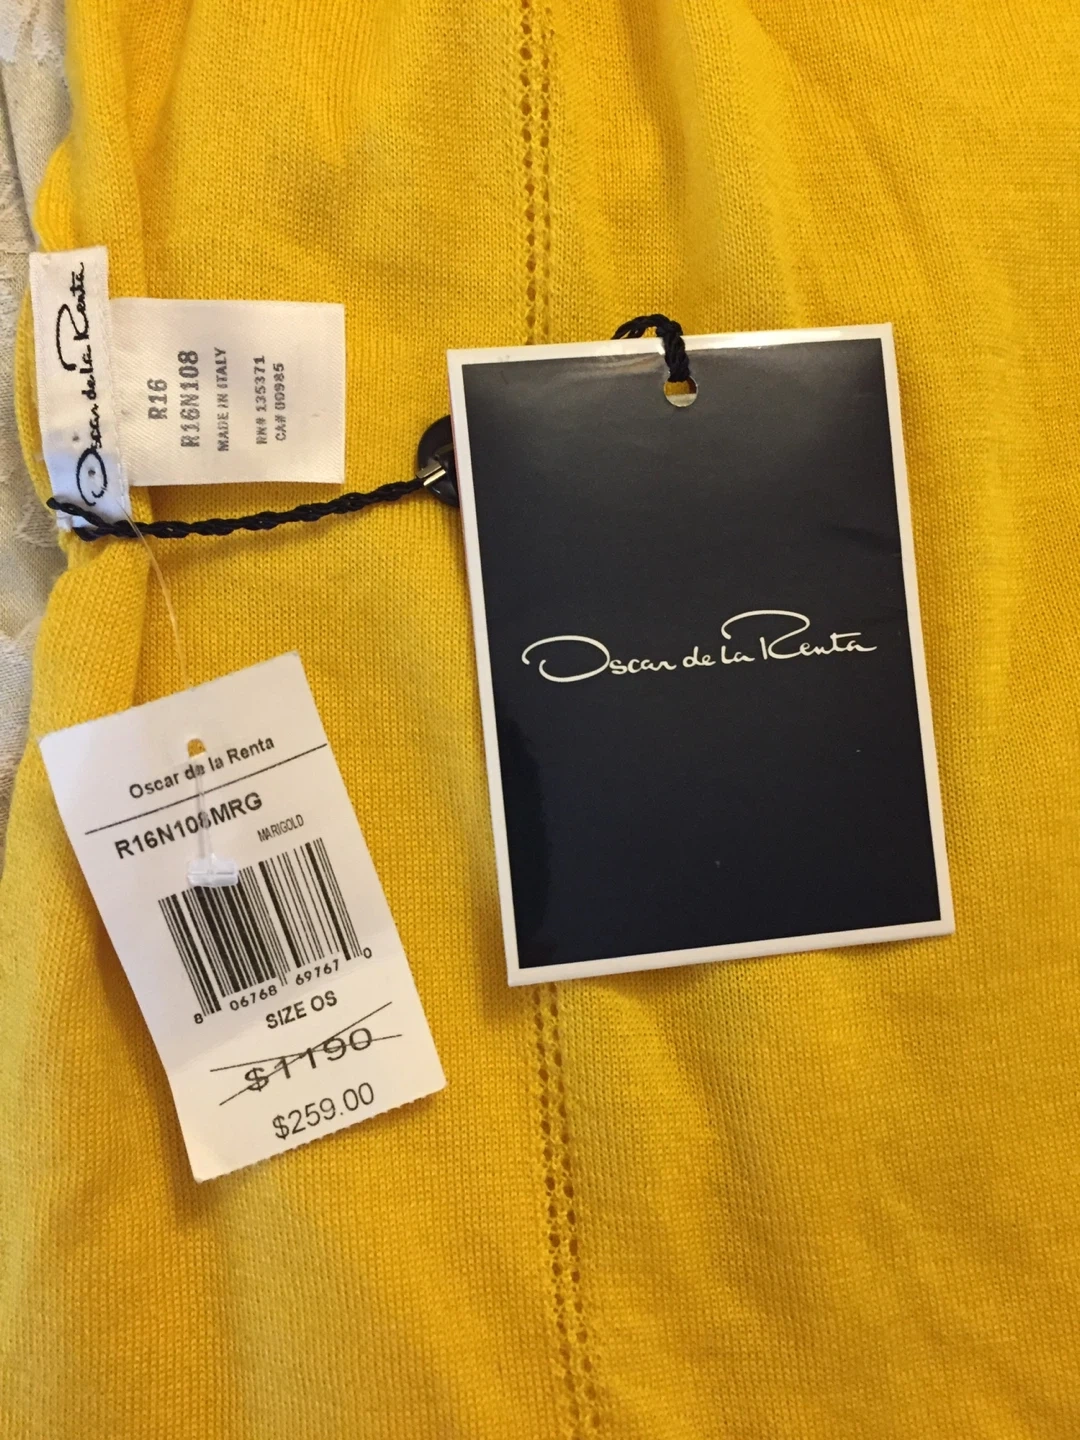 Oscar de la Renta
R16
R16N108
MADE IN ITALY
RN# 135371
CA# 00985
Oscar de la Renta
Oscar de la Renta
R16N108MRG
MARIGOLD
8 06768 69767 0
SIZE OS
$1190
$259.00